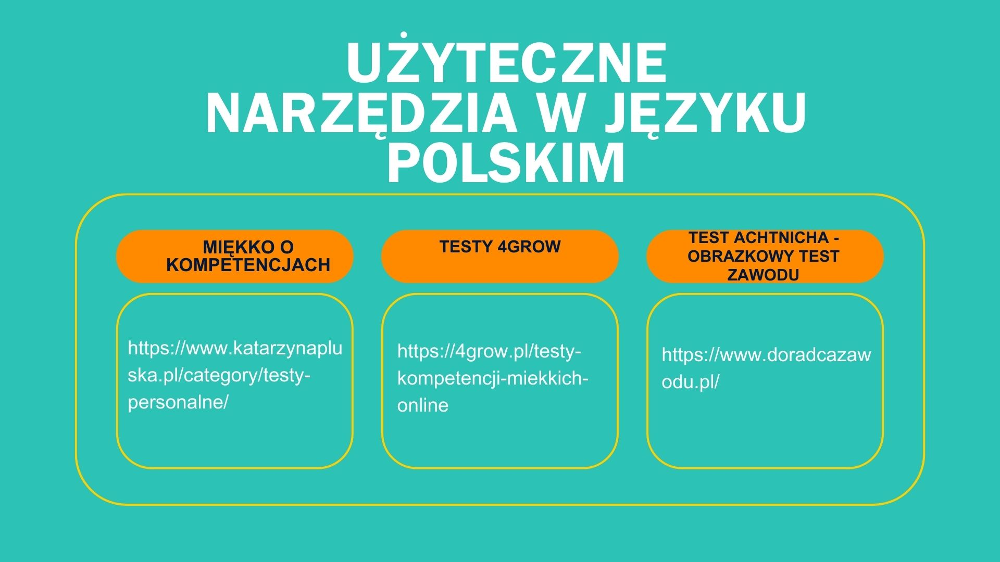 UŻYTECZNE
NARZĘDZIA W JĘZYKU
POLSKIM
MIĘKKO O
KOMPETENCJACH
https://www.katarzynaplu
ska.pl/category/testy-
personalne/
TESTY 4GROW
https://4grow.pl/testy-
kompetencji-miekkich-
online
TEST ACHTNICHA -
OBRAZKOWY TEST
ZAWODU
https://www.doradcazaw
odu.pl/